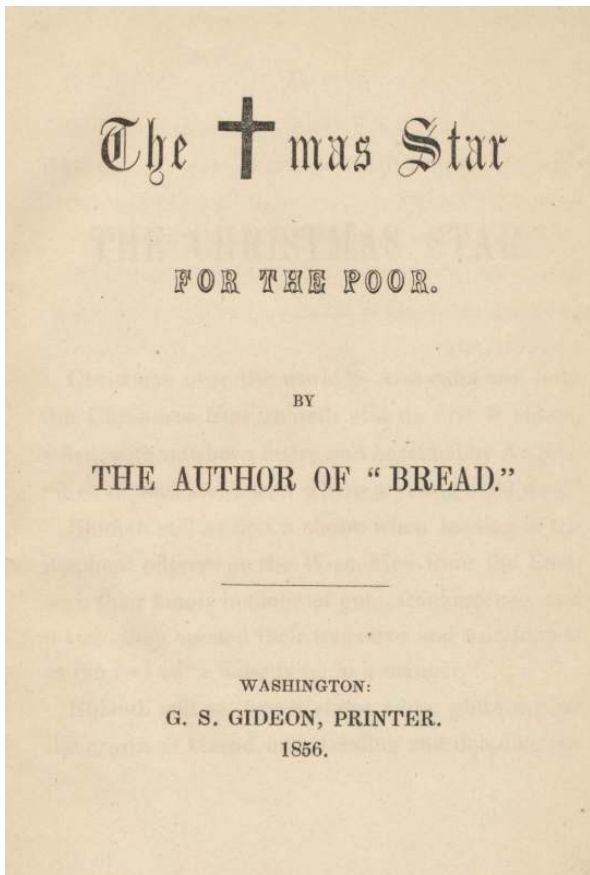 The ✝mas Star
FOR THE POOR.
BY
THE AUTHOR OF “BREAD.”
WASHINGTON:
G. S. GIDEON, PRINTER.
1856.